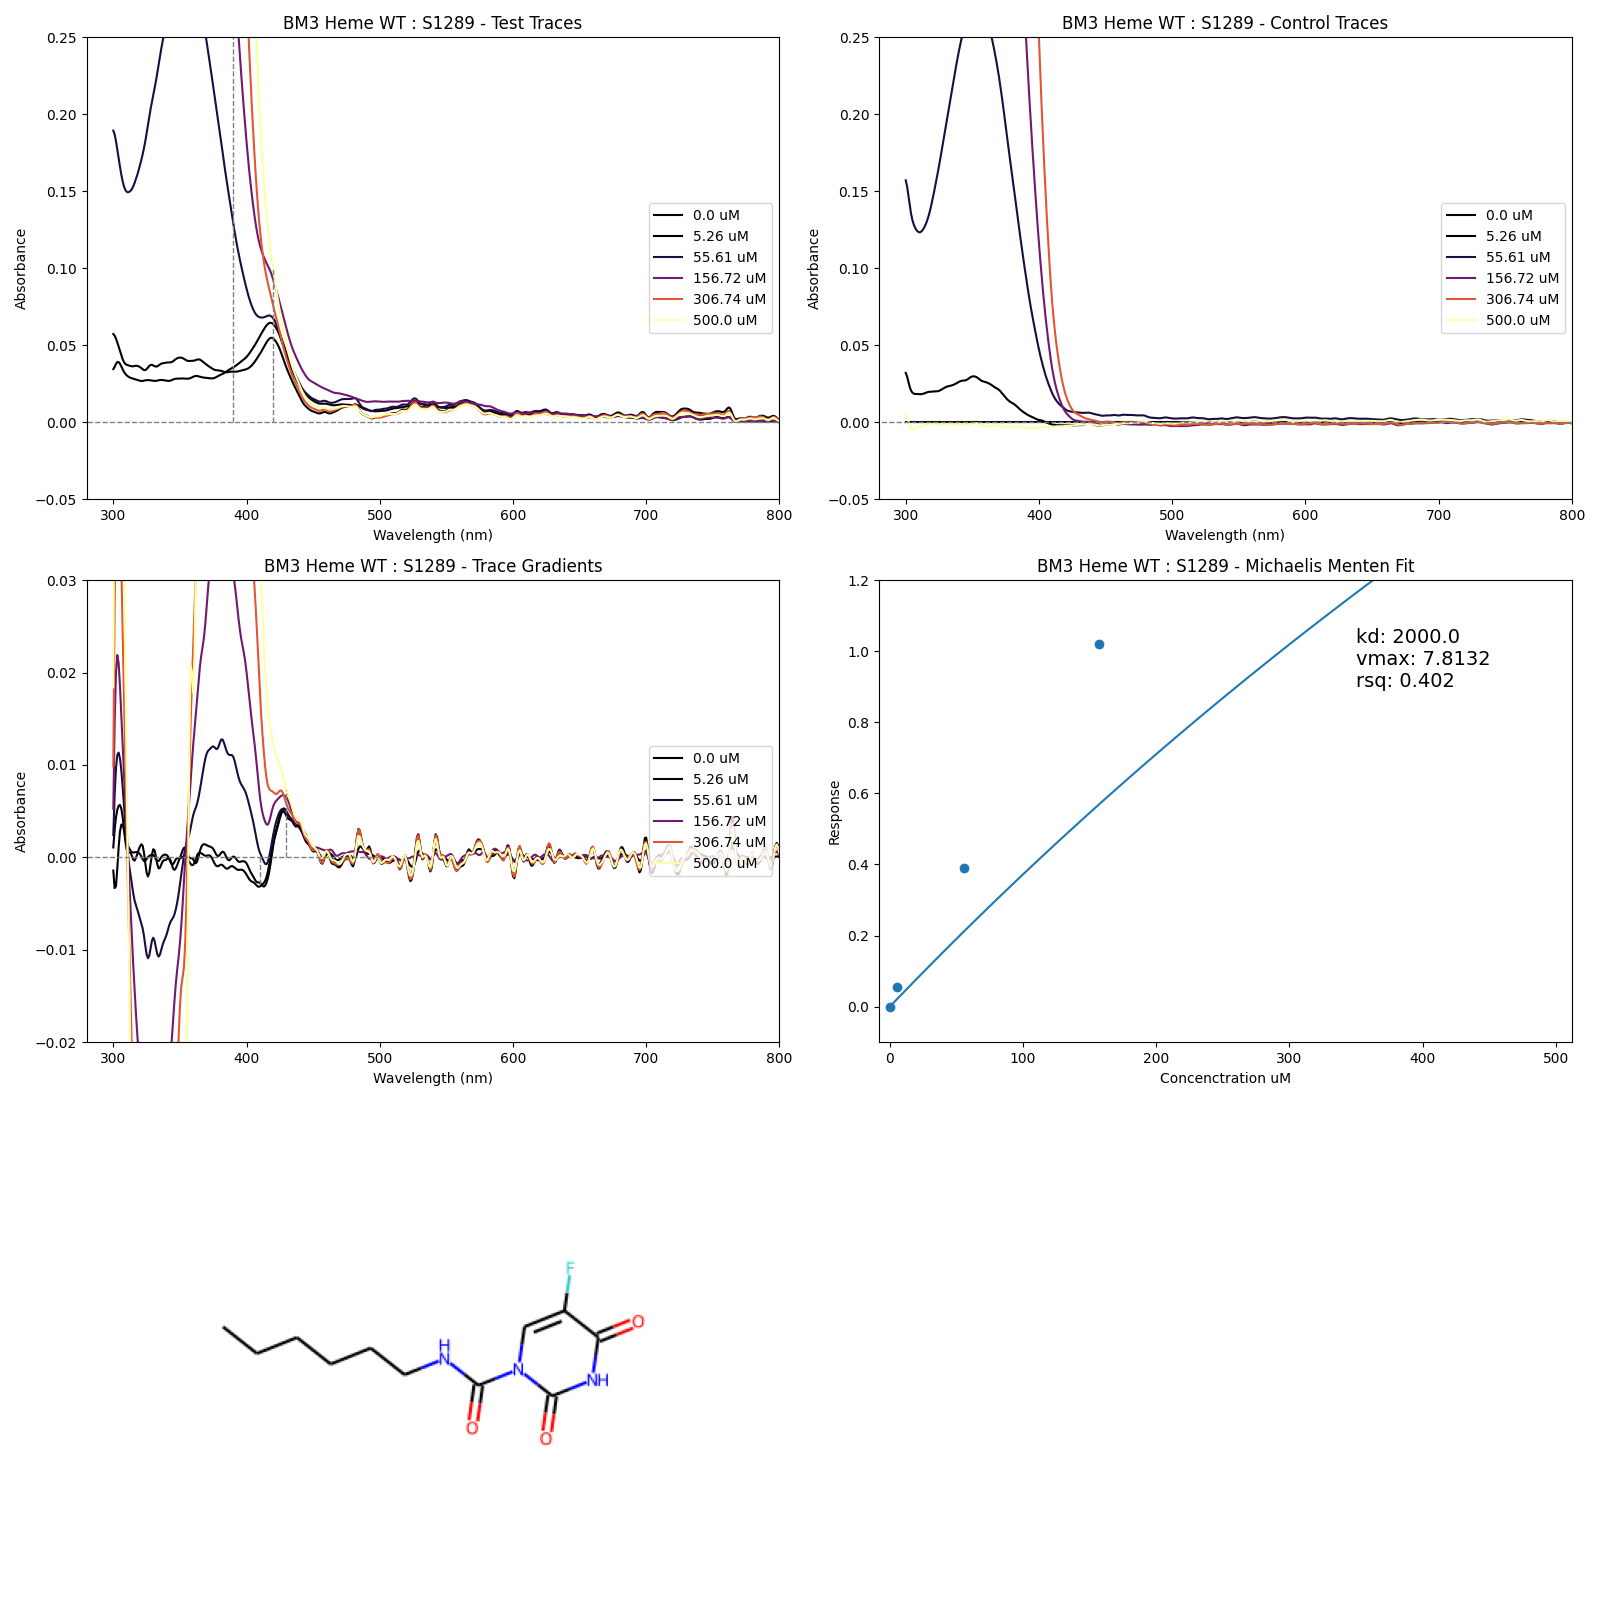 BM3 Heme WT : S1289 - Test Traces
0.25
0.20
0.15
0.10
0.05
0.00
−0.05
Absorbance
300 400 500 600 700 800
Wavelength (nm)
0.0 uM
5.26 uM
55.61 uM
156.72 uM
306.74 uM
500.0 uM
BM3 Heme WT : S1289 - Control Traces
0.25
0.20
0.15
0.10
0.05
0.00
−0.05
Absorbance
300 400 500 600 700 800
Wavelength (nm)
0.0 uM
5.26 uM
55.61 uM
156.72 uM
306.74 uM
500.0 uM
BM3 Heme WT : S1289 - Trace Gradients
0.03
0.02
0.01
0.00
−0.01
−0.02
Absorbance
300 400 500 600 700 800
Wavelength (nm)
0.0 uM
5.26 uM
55.61 uM
156.72 uM
306.74 uM
500.0 uM
BM3 Heme WT : S1289 - Michaelis Menten Fit
1.2
1.0
0.8
0.6
0.4
0.2
0.0
Response
0 100 200 300 400 500
Concenctration uM
kd: 2000.0
vmax: 7.8132
rsq: 0.402
F
O
H
N
N
NH
O
O